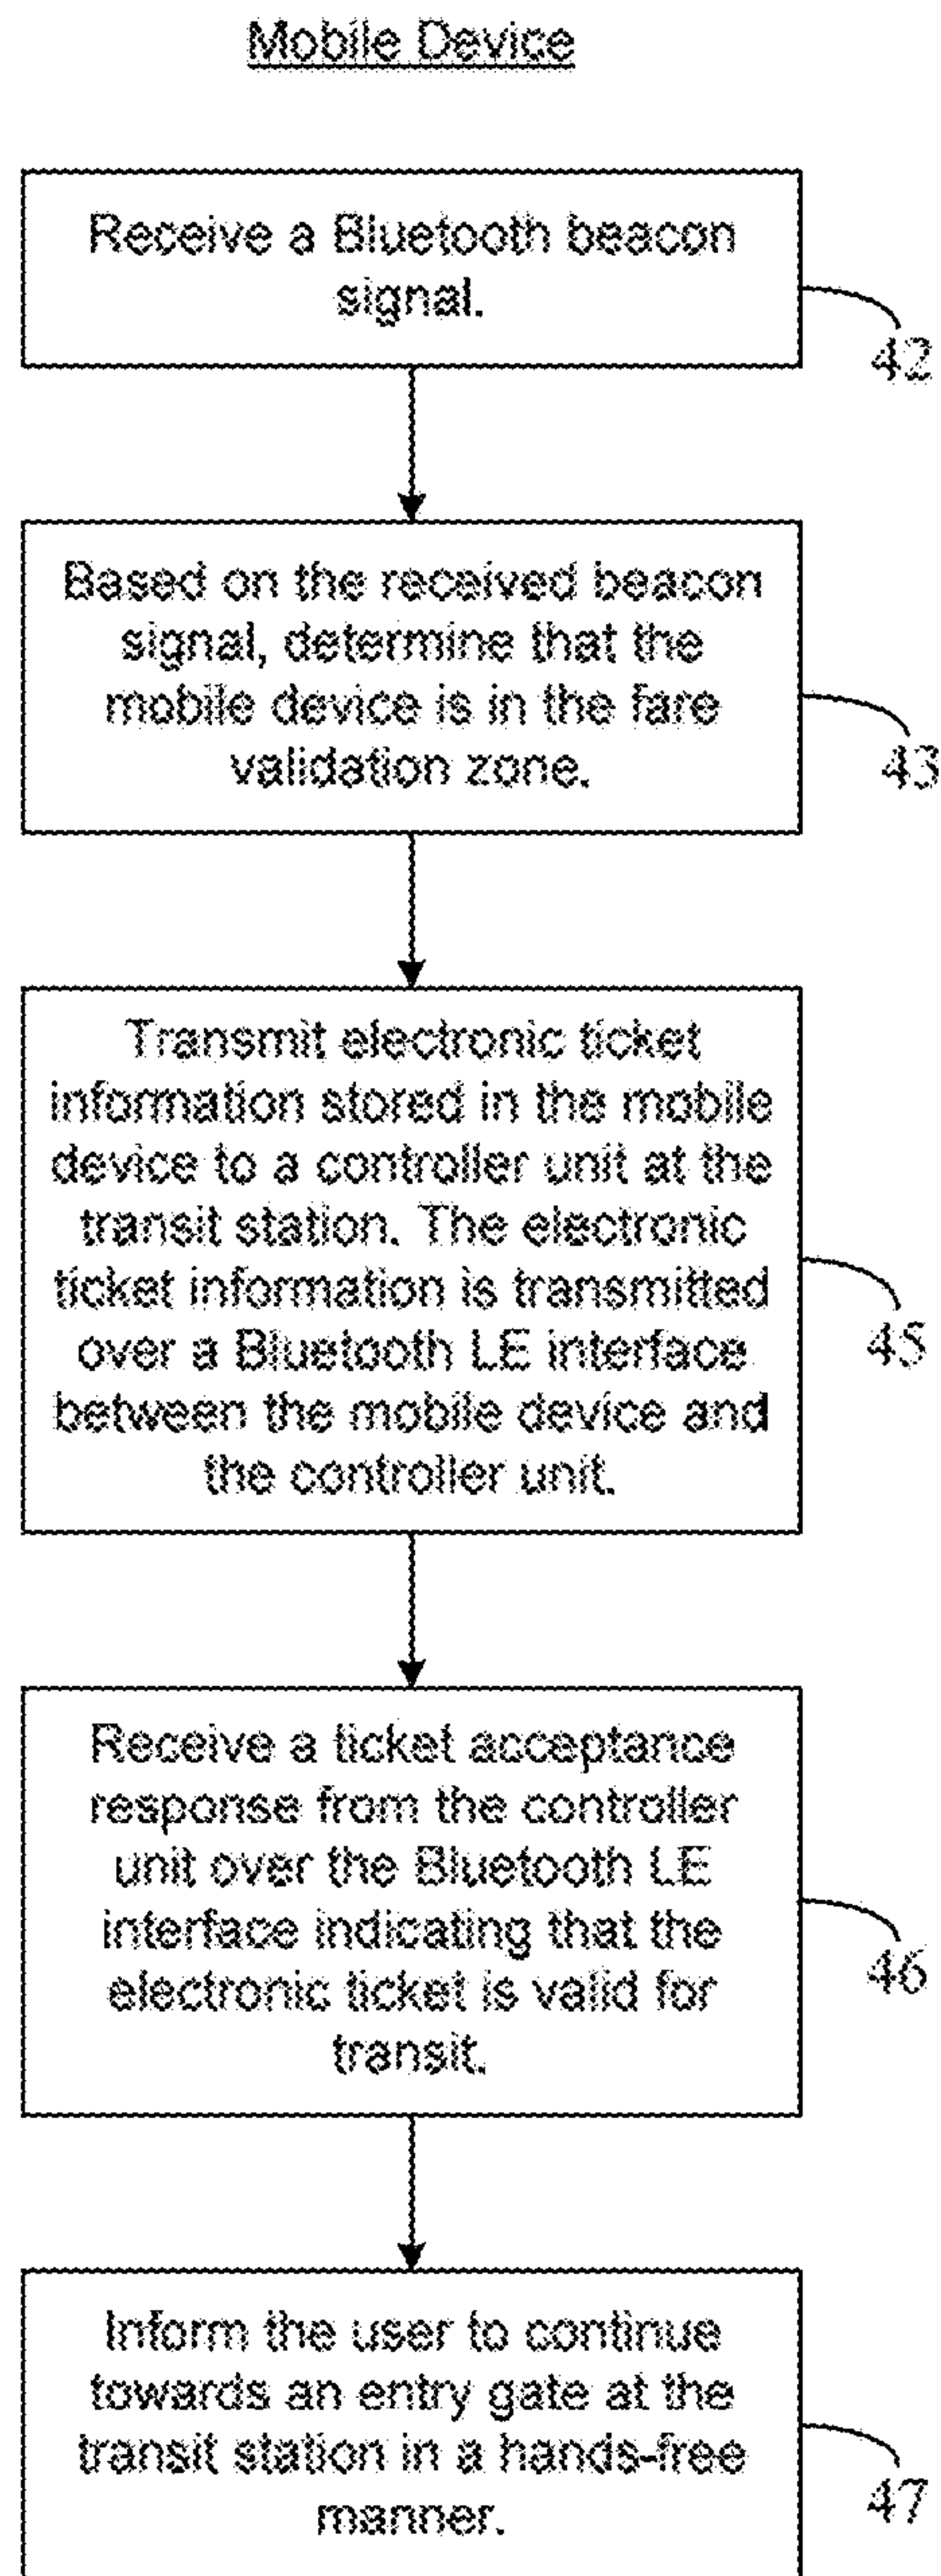 Mobile Device
Receive a Bluetooth beacon
signal.
42
Based on the received beacon
signal, determine that the
mobile device is in the fare
validation zone.
43
Transmit electronic ticket
information stored in the mobile
device to a controller unit at the
transit station. The electronic
ticket information is transmitted
over a Bluetooth LE interface
between the mobile device and
the controller unit.
45
Receive a ticket acceptance
response from the controller
unit over the Bluetooth LE
interface indicating that the
electronic ticket is valid for
transit.
46
Inform the user to continue
towards an entry gate at the
transit station in a hands-free
manner.
47